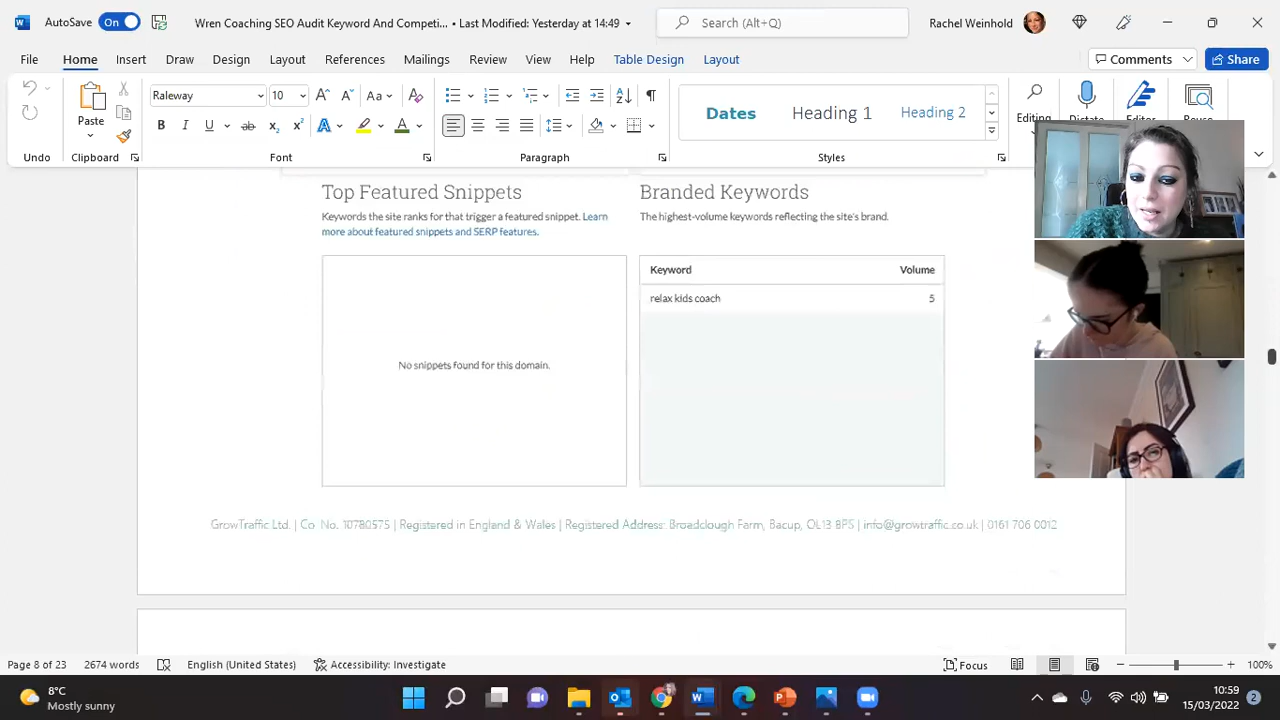 AutoSave On Wren Coaching SEO Audit Keyword And Competi... • Last Modified: Yesterday at 14:49 Search (Alt+Q) Rachel Weinhold
File Home Insert Draw Design Layout References Mailings Review View Help Table Design Layout Comments Share
Raleway 10 Aa Dates Heading 1 Heading 2
Paste Editing Dictate Editor
Undo Clipboard Font Paragraph Styles
Top Featured Snippets Branded Keywords
Keywords the site ranks for that trigger a featured snippet. Learn The highest-volume keywords reflecting the site's brand.
more about featured snippets and SERP features.
Keyword Volume
relax kids coach 5
No snippets found for this domain.
GrowTraffic Ltd. | Co. No. 10780575 | Registered in England & Wales | Registered Address: Broadclough Farm, Bacup, OL13 8PS | info@growtraffic.co.uk | 0161 706 0012
Page 8 of 23 2674 words English (United States) Accessibility: Investigate Focus 100%
8°C 10:59
Mostly sunny 15/03/2022 2